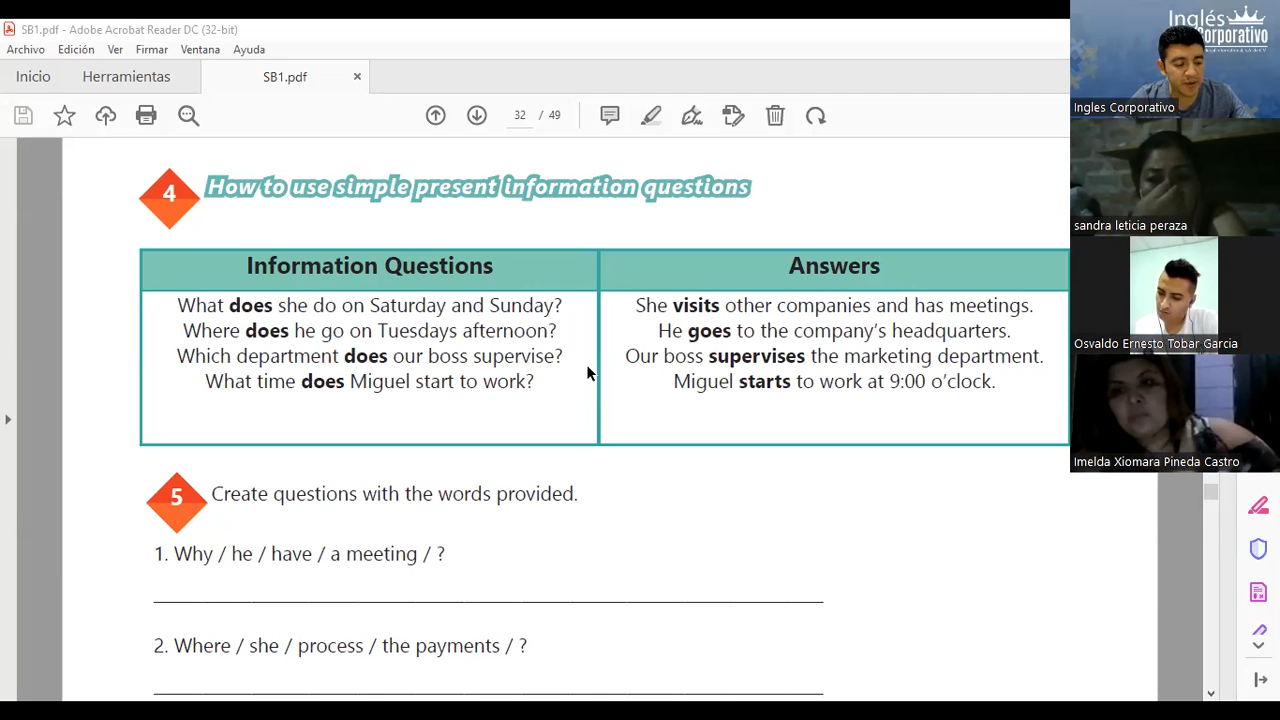 SB1.pdf - Adobe Acrobat Reader DC (32-bit)
Archivo Edición Ver Firmar Ventana Ayuda
Inicio Herramientas SB1.pdf ×
32 / 49
4 How to use simple present information questions
Information Questions
What does she do on Saturday and Sunday?
Where does he go on Tuesdays afternoon?
Which department does our boss supervise?
What time does Miguel start to work?
Answers
She visits other companies and has meetings.
He goes to the company's headquarters.
Our boss supervises the marketing department.
Miguel starts to work at 9:00 o'clock.
5 Create questions with the words provided.
1. Why / he / have / a meeting / ?
2. Where / she / process / the payments / ?
Inglés
Corporativo
Ingles Corporativo
sandra leticia peraza
Osvaldo Ernesto Tobar Garcia
Imelda Xiomara Pineda Castro